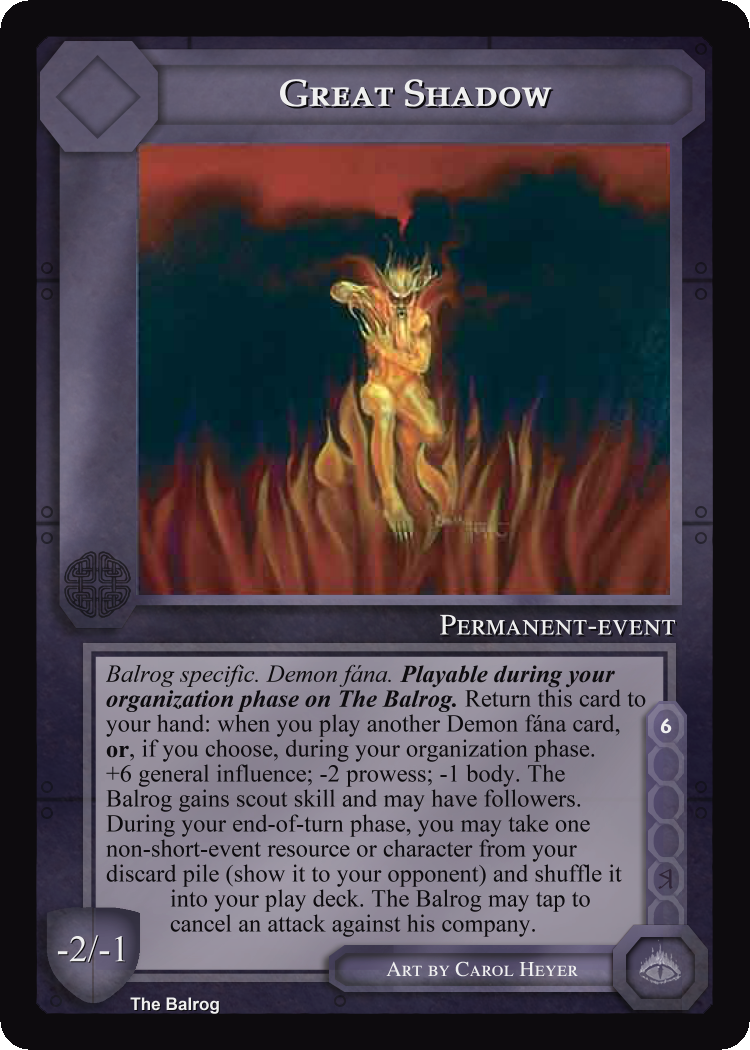 Great Shadow
Permanent-event
Balrog specific. Demon fána. Playable during your
organization phase on The Balrog. Return this card to
your hand: when you play another Demon fána card,
or, if you choose, during your organization phase.
+6 general influence; -2 prowess; -1 body. The
Balrog gains scout skill and may have followers.
During your end-of-turn phase, you may take one
non-short-event resource or character from your
discard pile (show it to your opponent) and shuffle it
into your play deck. The Balrog may tap to
cancel an attack against his company.
6
-2/-1
Art by Carol Heyer
The Balrog